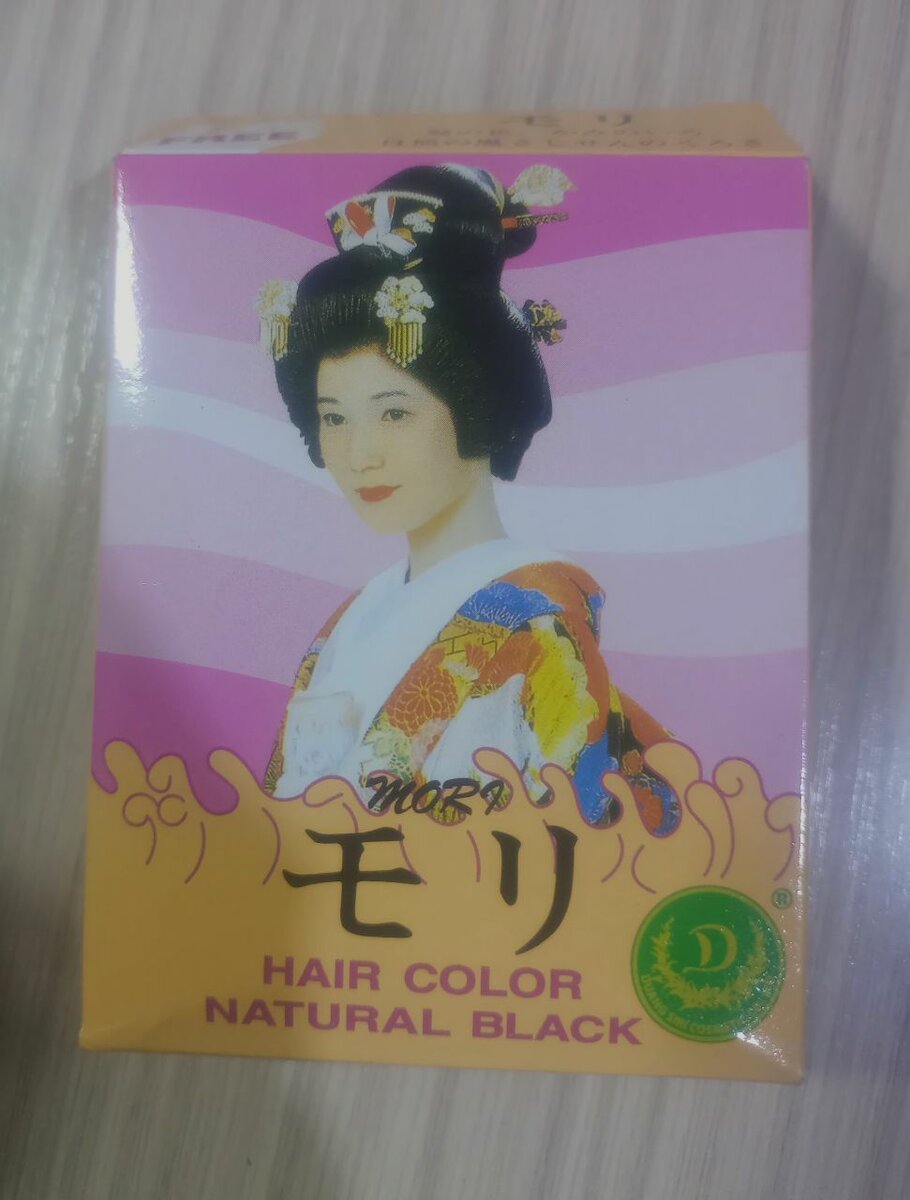 FREE
モリ
MORI
モリ
HAIR COLOR
NATURAL BLACK
®
D